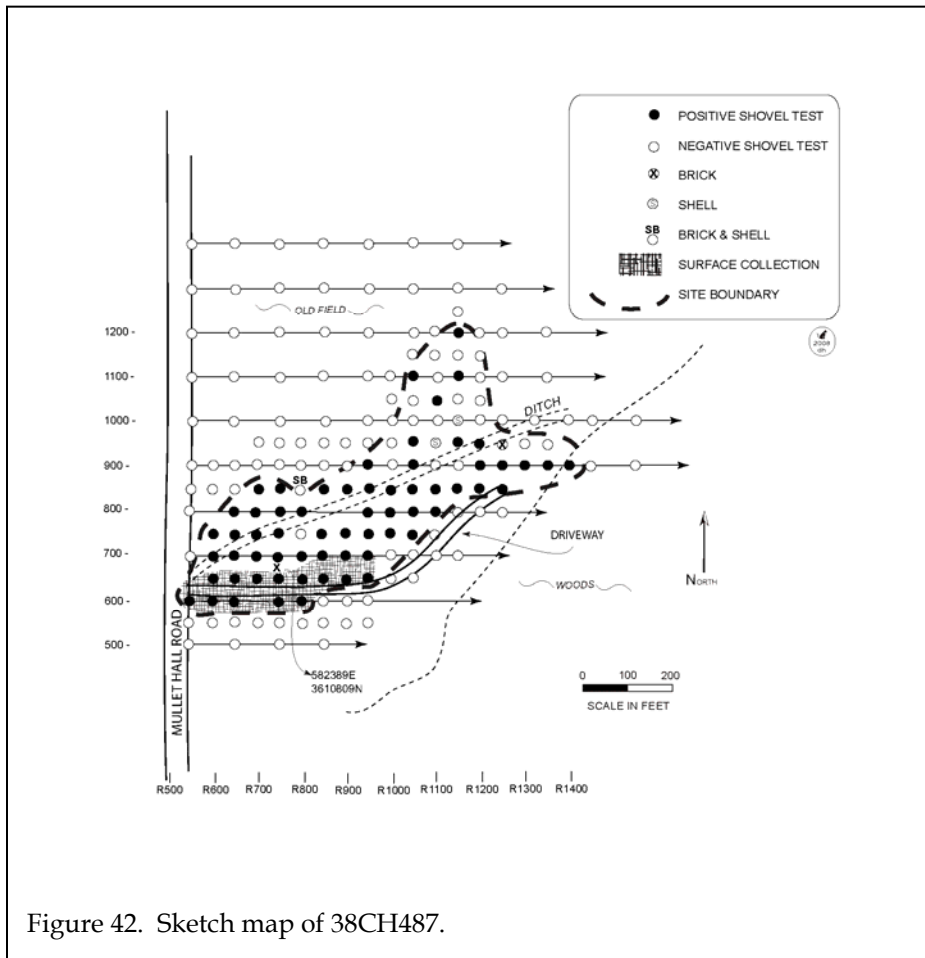 POSITIVE SHOVEL TEST
NEGATIVE SHOVEL TEST
X BRICK
S SHELL
SB
BRICK & SHELL
SURFACE COLLECTION
SITE BOUNDARY
2008
dh
OLD FIELD
1200 -
1100 -
1000 -
900 -
800 -
700 -
600 -
500 -
DITCH
S
S
X
SB
X
DRIVEWAY
WOODS
NORTH
582389E
3610809N
0 100 200
SCALE IN FEET
MULLET HALL ROAD
R500 R600 R700 R800 R900 R1000 R1100 R1200 R1300 R1400
Figure 42. Sketch map of 38CH487.